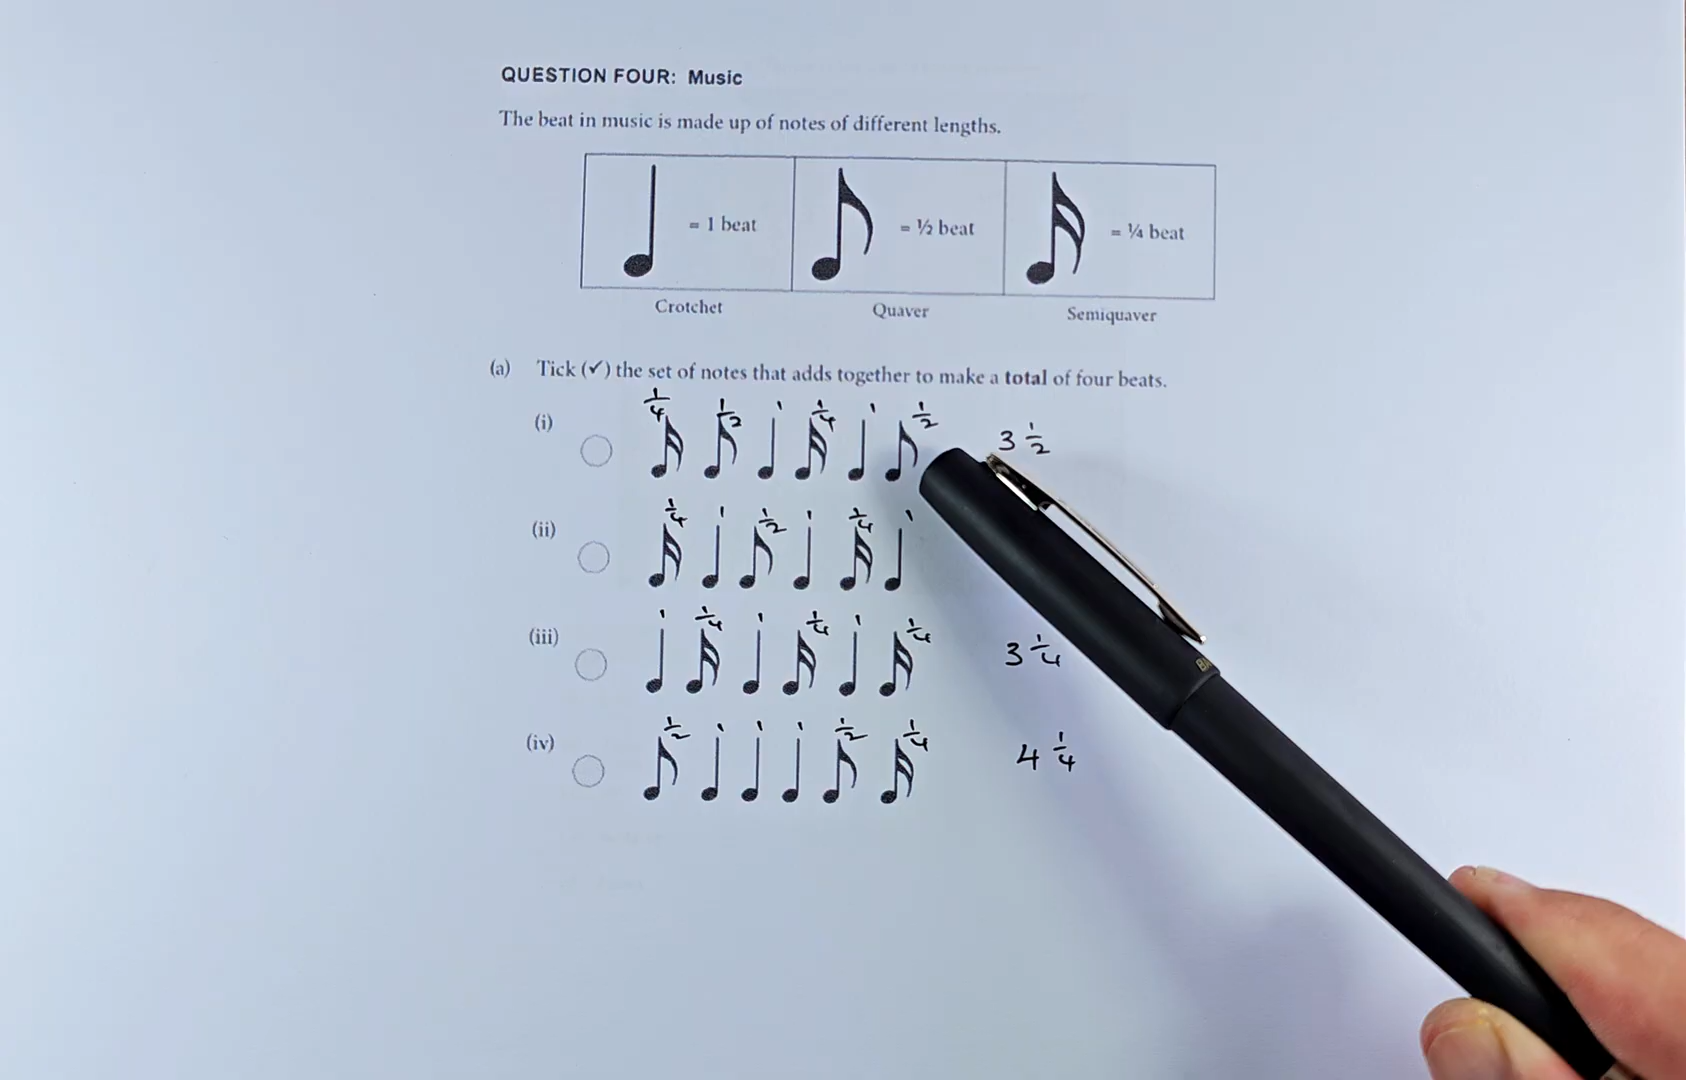 QUESTION FOUR: Music
The beat in music is made up of notes of different lengths.
= 1 beat = ½ beat = ¼ beat
Crotchet Quaver Semiquaver
(a) Tick (✓) the set of notes that adds together to make a total of four beats.
1/4 1/2 1 1/4 1 1/2
(i) 3 1/2
1/4 1 1/2 1 1/4 1
(ii)
1 1/4 1 1/4 1 1/4
(iii) 3 1/4
1/2 1 1 1 1/2 1/4
(iv) 4 1/4